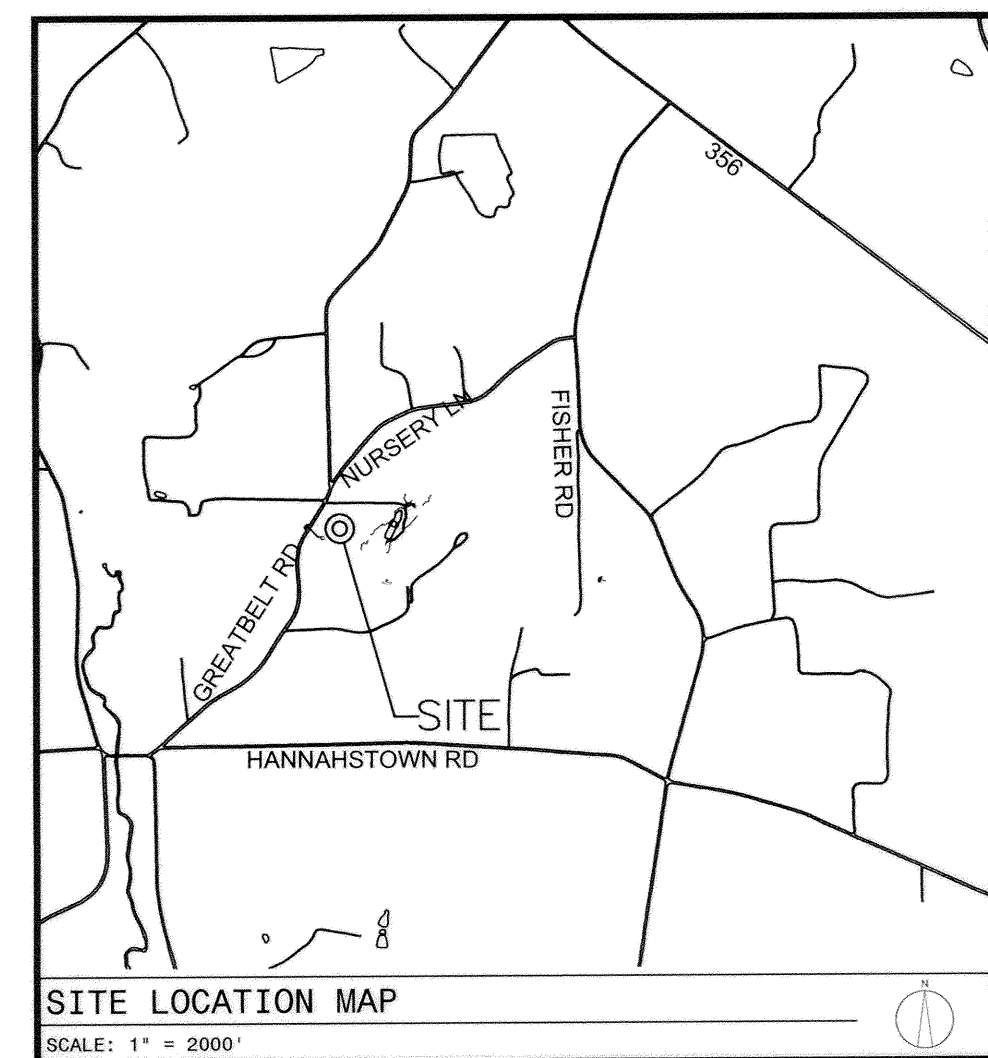 356
NURSERY LN
FISHER RD
GREATBELT RD
SITE
HANNAHSTOWN RD
SITE LOCATION MAP
N
SCALE: 1" = 2000'